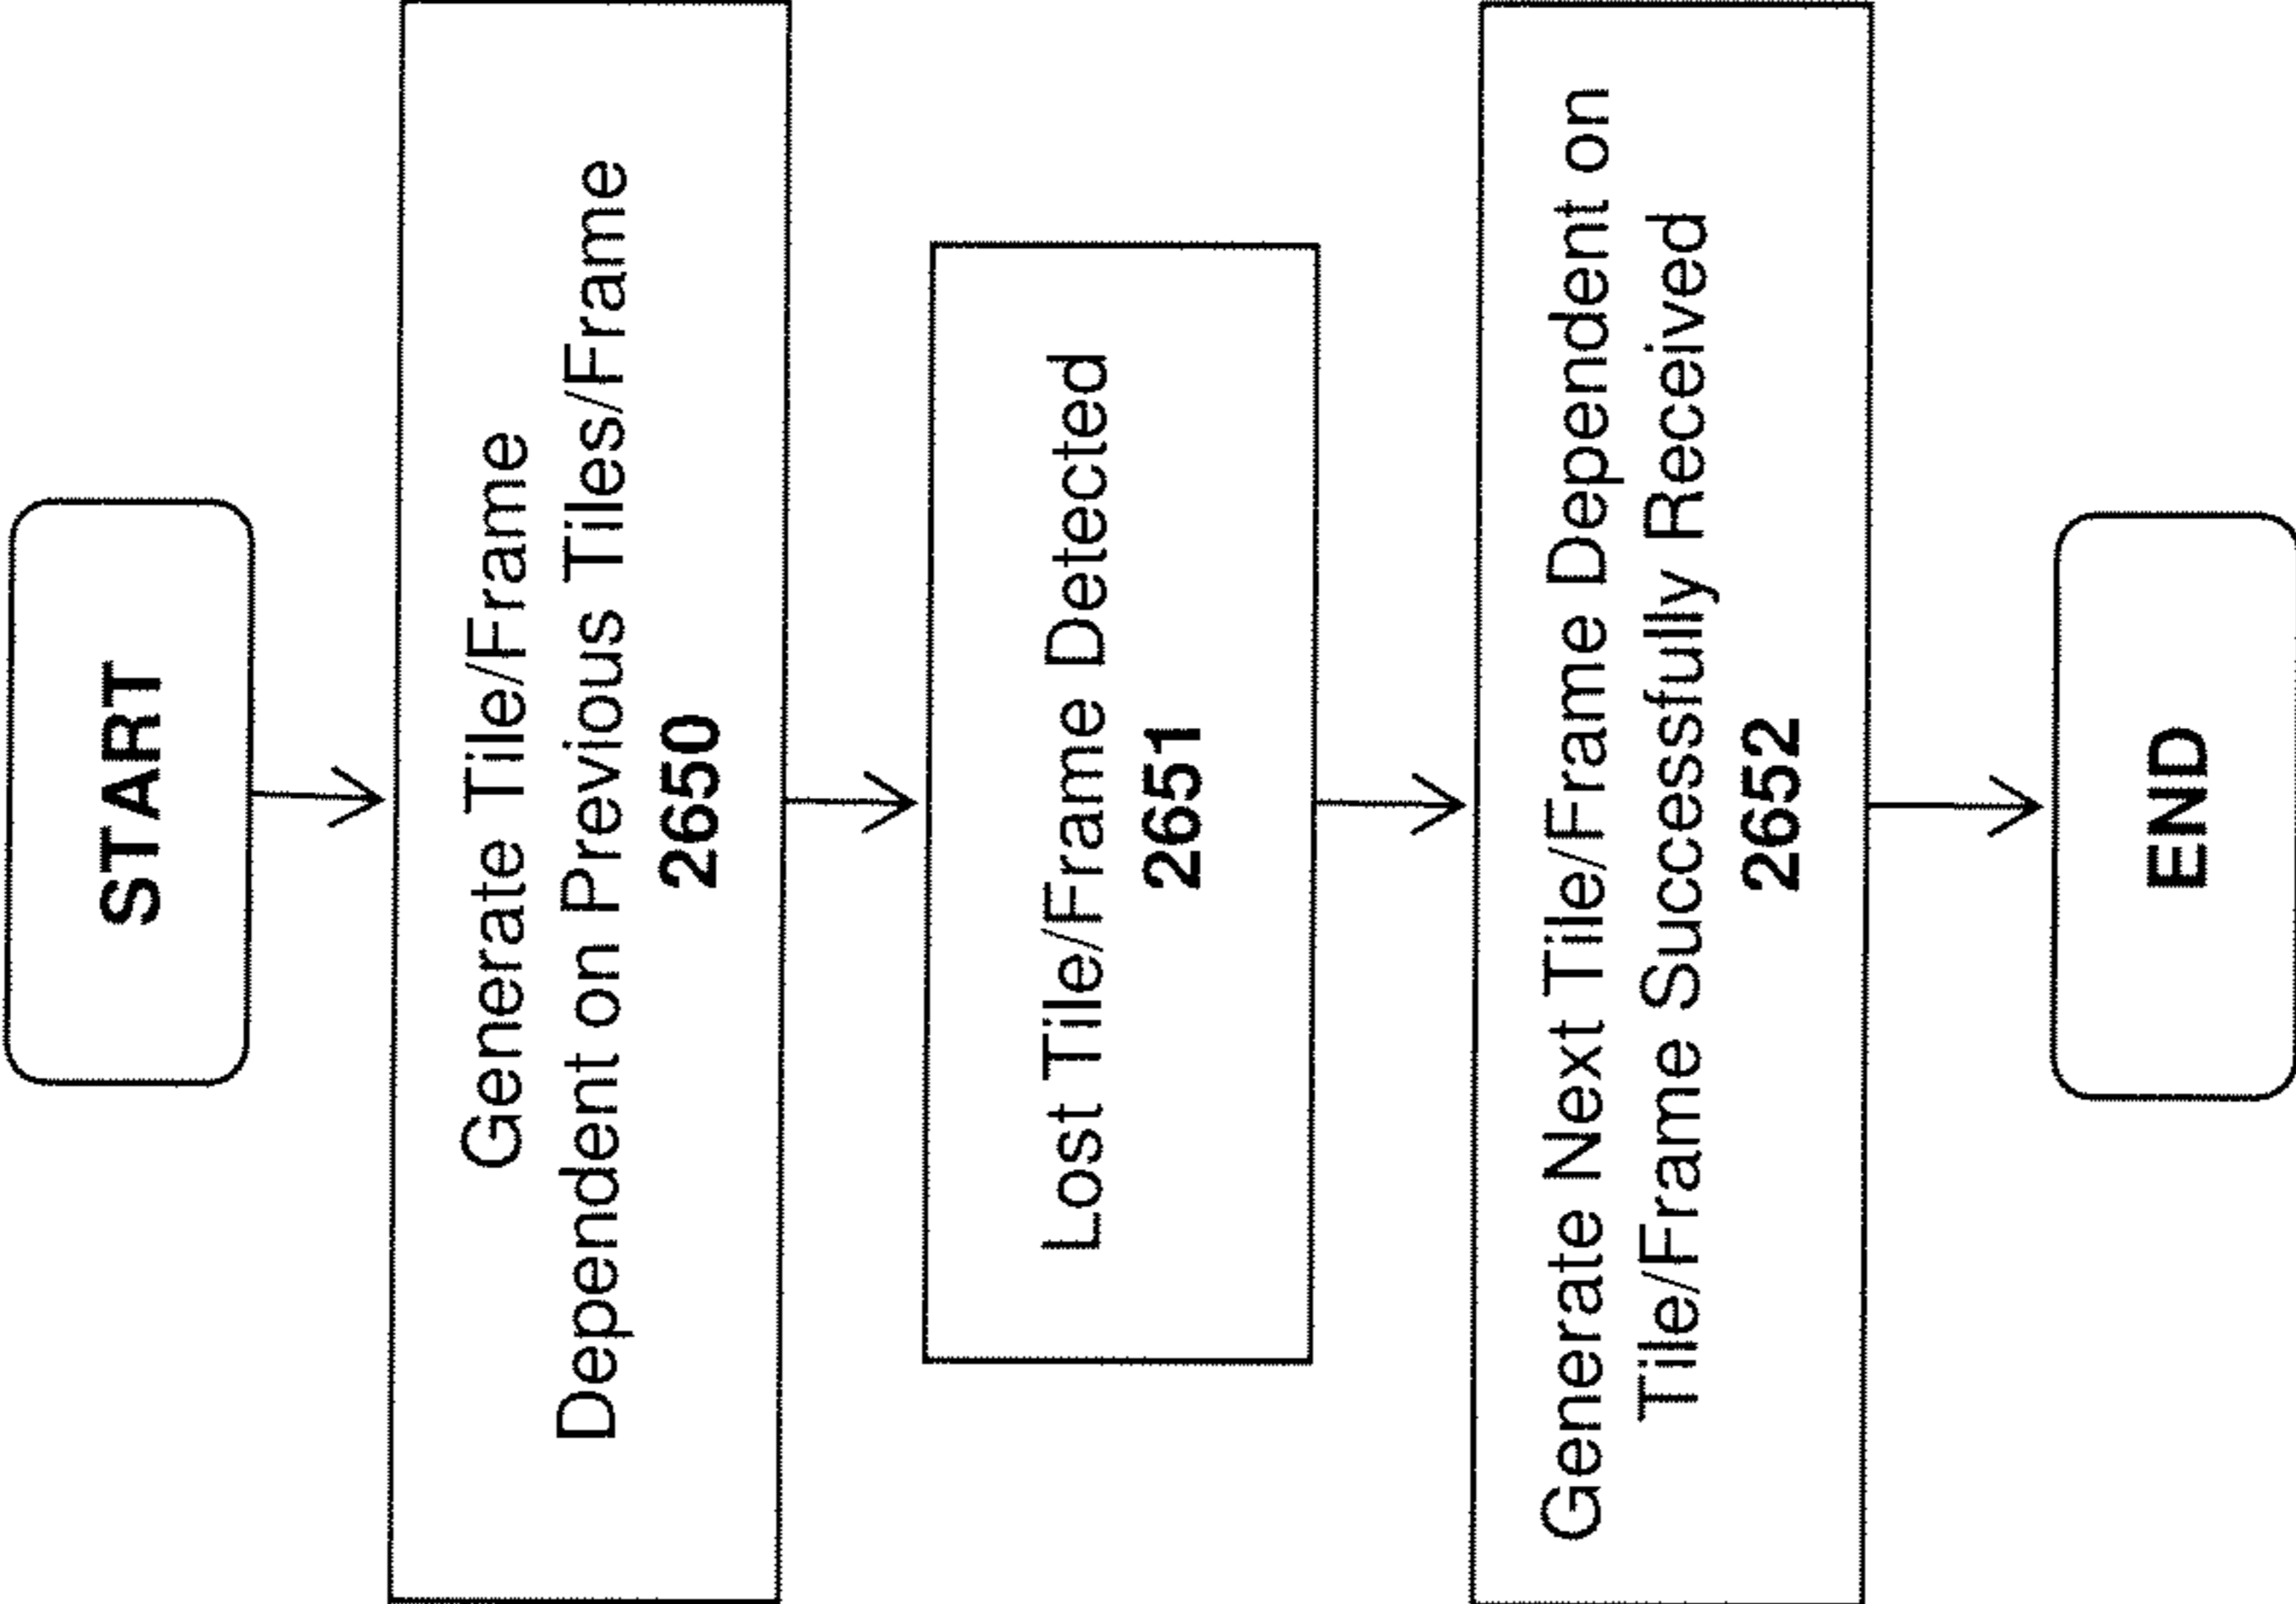 START
Generate Tile/Frame
Dependent on Previous Tiles/Frame
2650
Lost Tile/Frame Detected
2651
Generate Next Tile/Frame Dependent on
Tile/Frame Successfully Received
2652
END